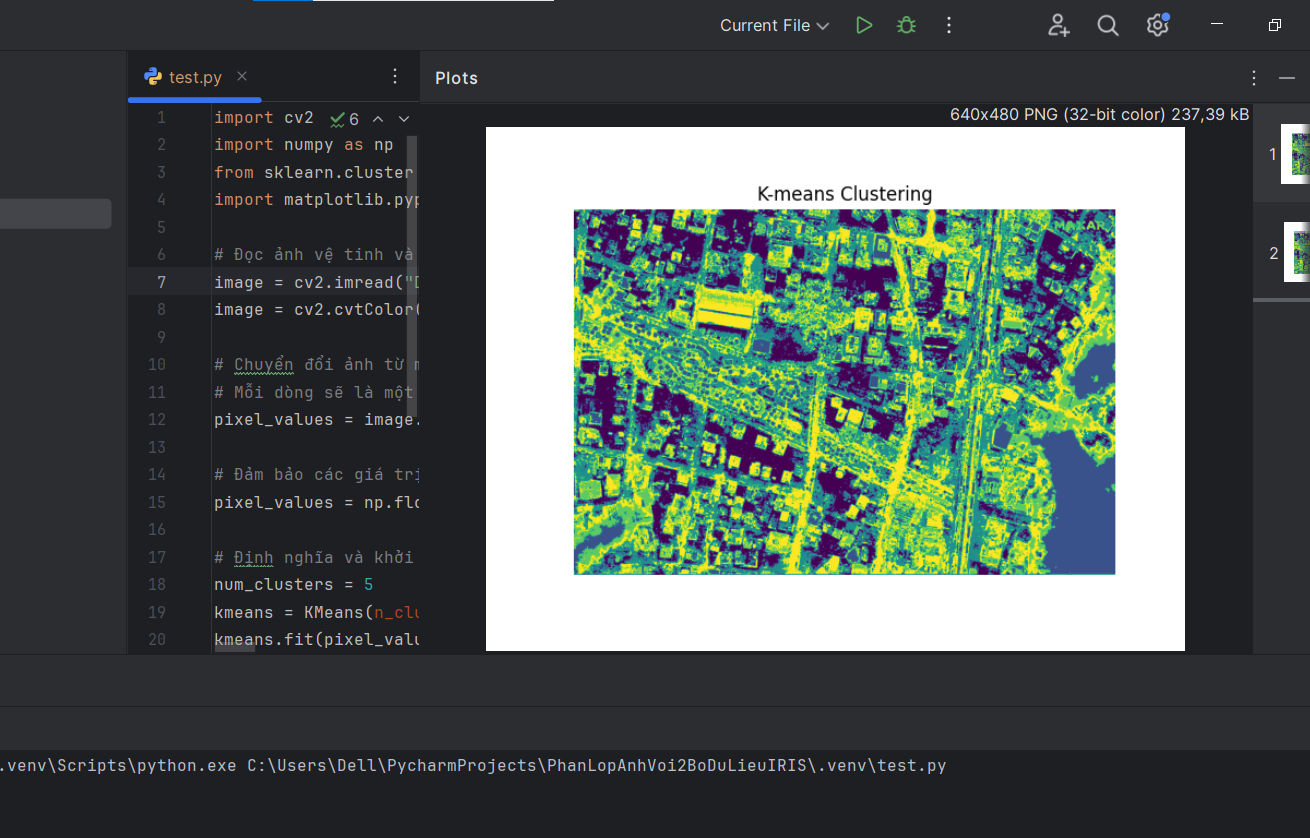 Current File
test.py
Plots
6
640x480 PNG (32-bit color) 237,39 kB
1 import cv2
2 import numpy as np
3 from sklearn.cluster
4 import matplotlib.pyp
5
6 # Đọc ảnh vệ tinh và
7 image = cv2.imread("D
8 image = cv2.cvtColor(
9
10 # Chuyển đổi ảnh từ m
11 # Mỗi dòng sẽ là một
12 pixel_values = image.
13
14 # Đảm bảo các giá trị
15 pixel_values = np.flo
16
17 # Định nghĩa và khởi
18 num_clusters = 5
19 kmeans = KMeans(n_clu
20 kmeans.fit(pixel_valu
K-means Clustering
1
2
.venv\Scripts\python.exe C:\Users\Dell\PycharmProjects\PhanLopAnhVoi2BoDuLieuIRIS\.venv\test.py